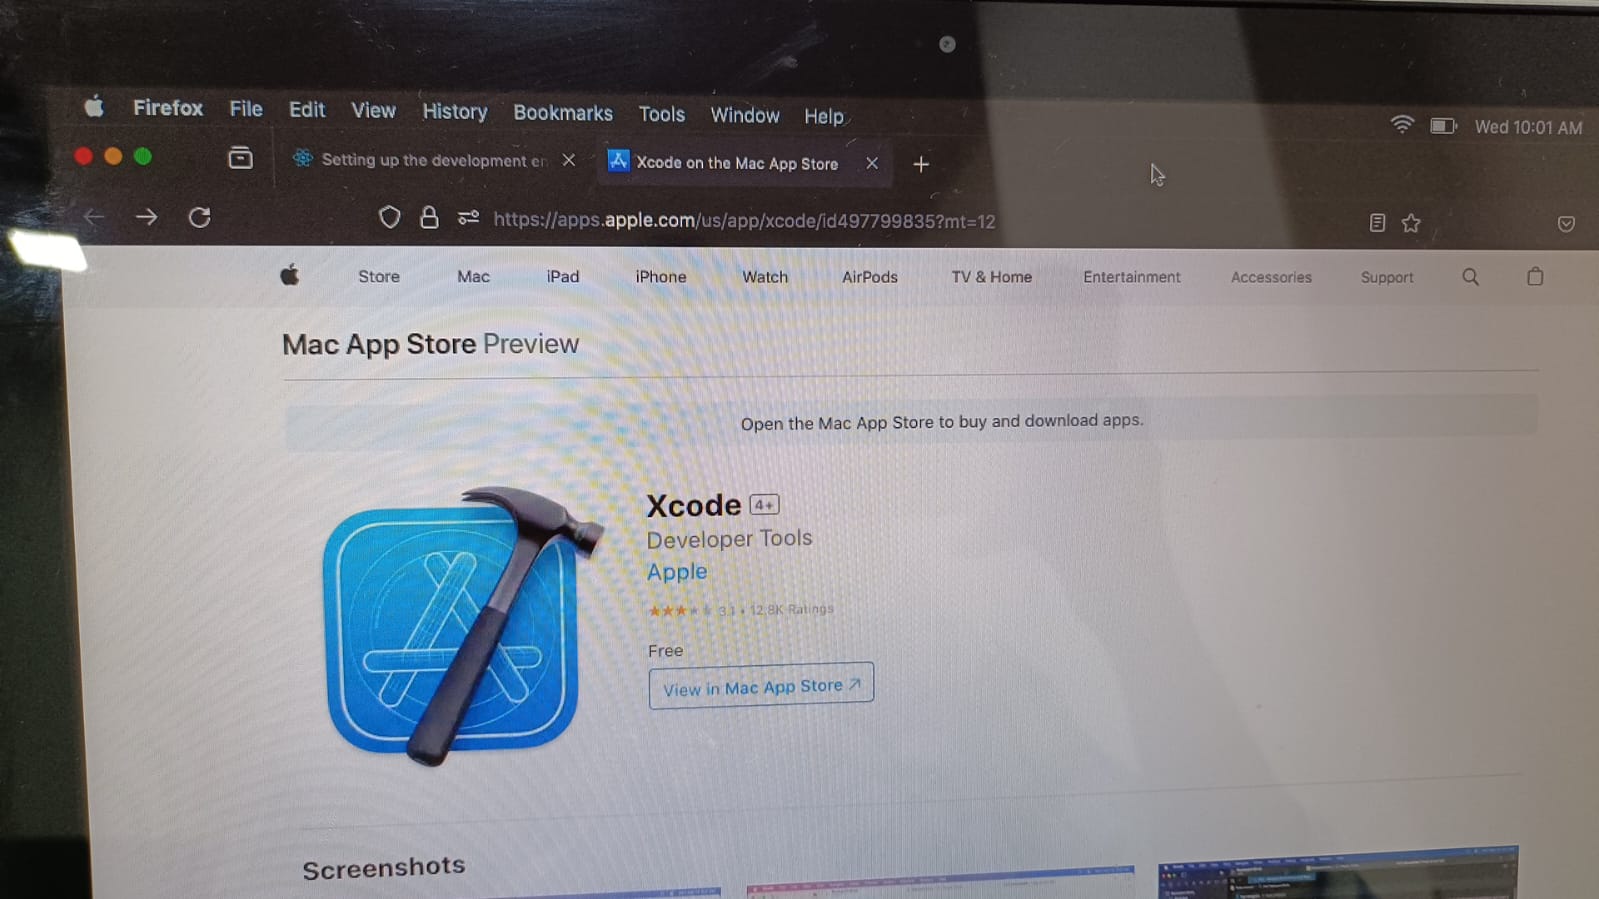 Firefox File Edit View History Bookmarks Tools Window Help
Wed 10:01 AM
Setting up the development en
Xcode on the Mac App Store
https://apps.apple.com/us/app/xcode/id497799835?mt=12
Store Mac iPad iPhone Watch AirPods TV & Home Entertainment Accessories Support
Mac App Store Preview
Open the Mac App Store to buy and download apps.
Xcode 4+
Developer Tools
Apple
3.1 • 12.8K Ratings
Free
View in Mac App Store ↗
Screenshots